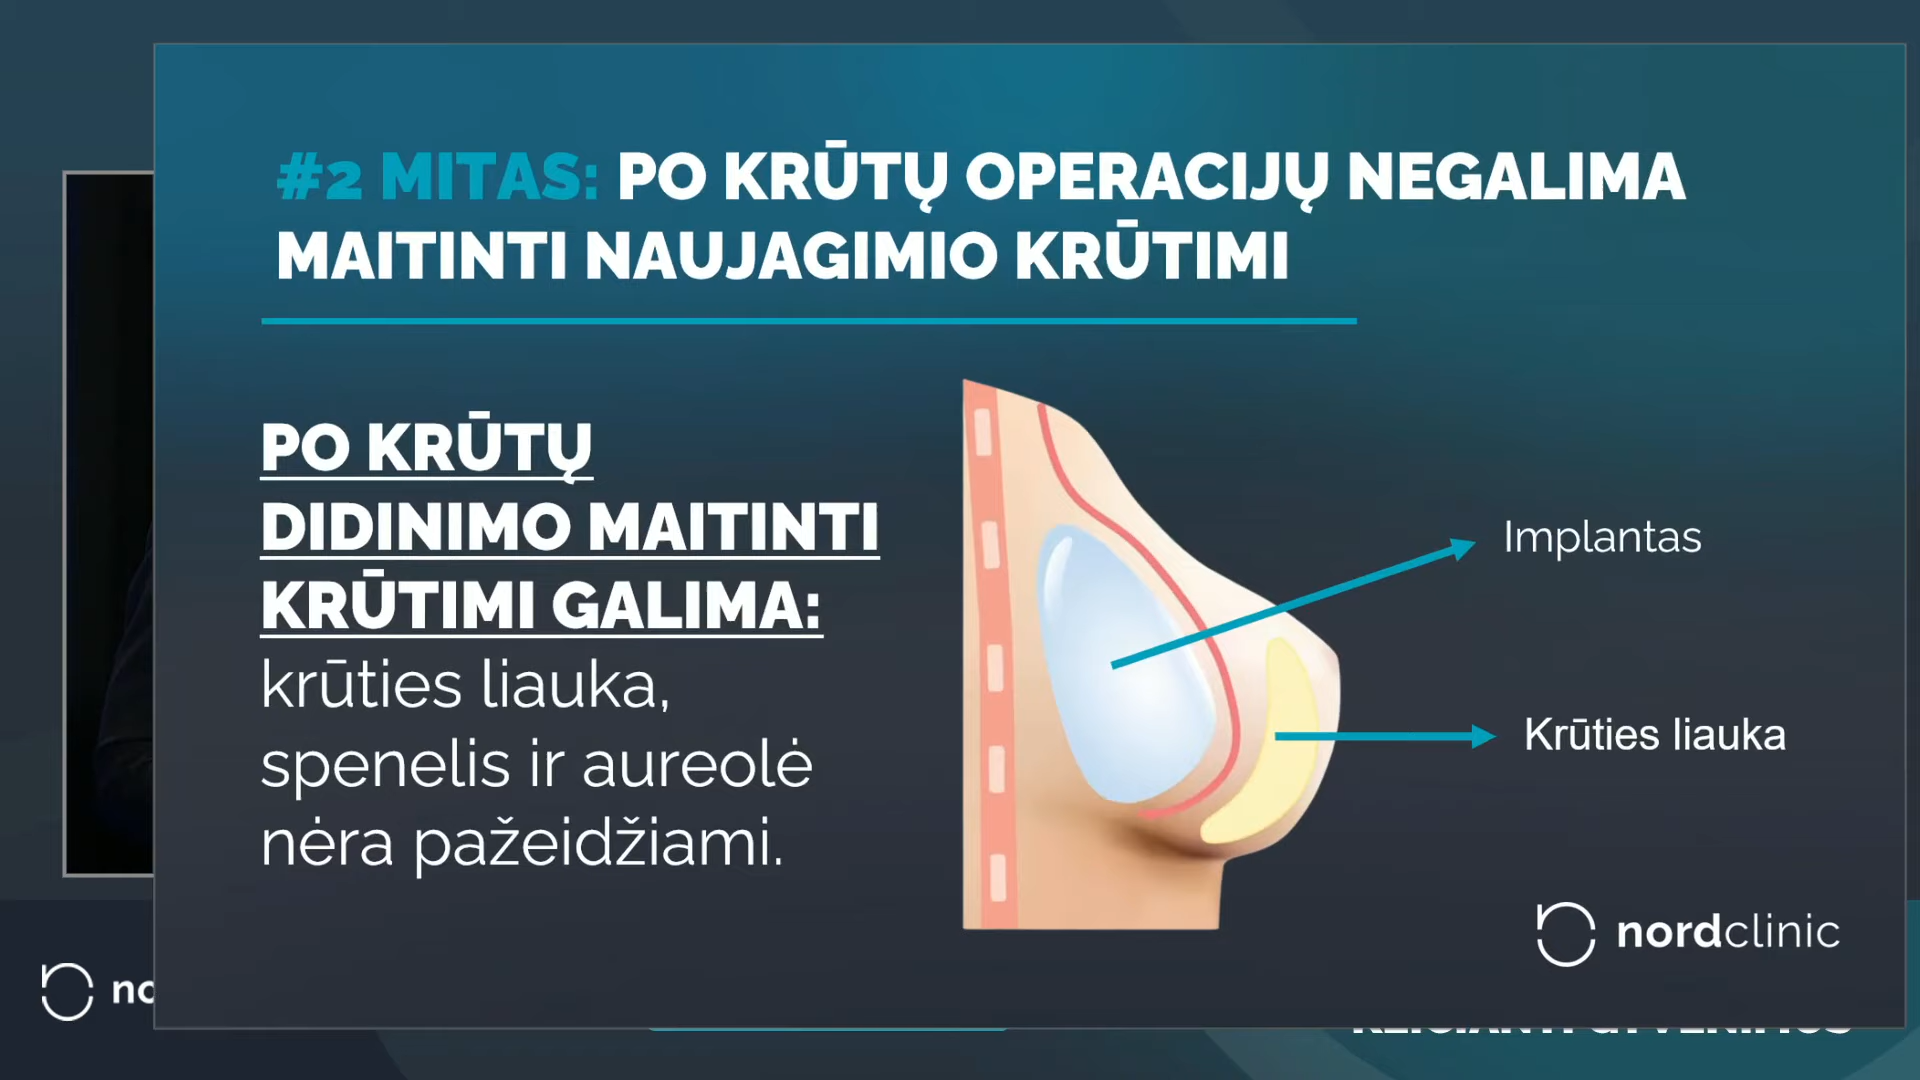 #2 MITAS: PO KRŪTŲ OPERACIJŲ NEGALIMA
MAITINTI NAUJAGIMIO KRŪTIMI
PO KRŪTŲ
DIDINIMO MAITINTI
KRŪTIMI GALIMA:
krūties liauka,
spenelis ir aureolė
nėra pažeidžiami.
Implantas
Krūties liauka
nordclinic